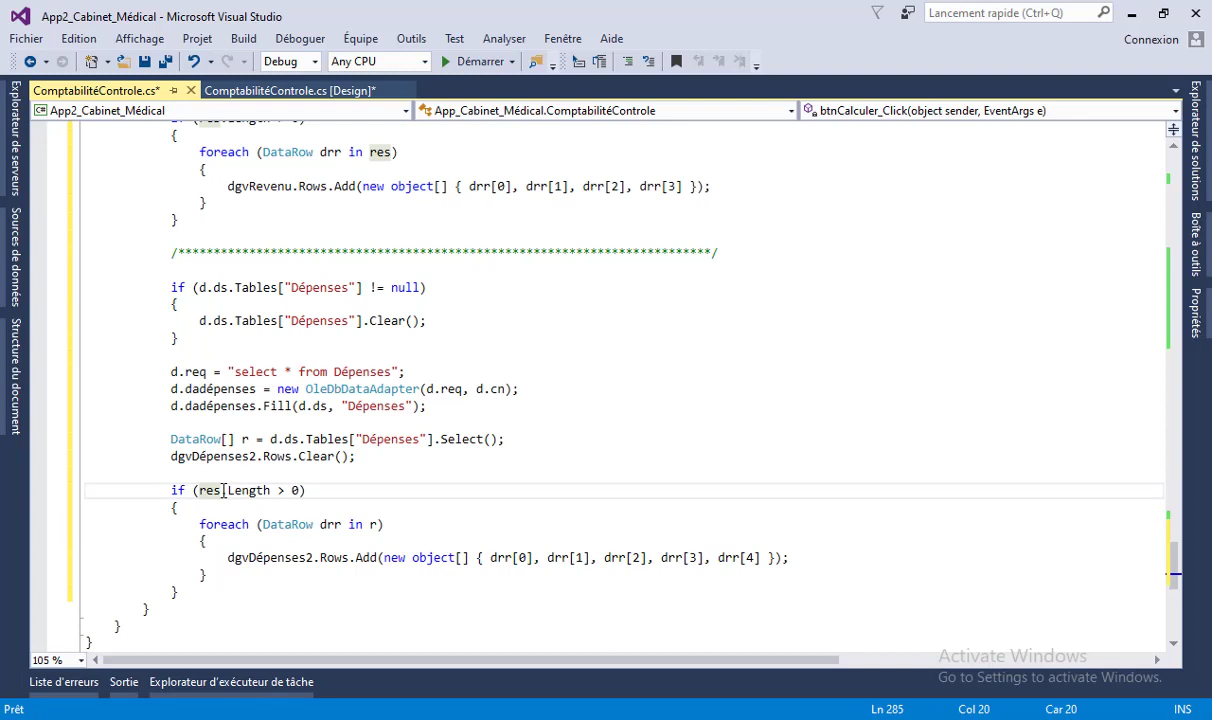 App2_Cabinet_Médical - Microsoft Visual Studio
Lancement rapide (Ctrl+Q)
Fichier Edition Affichage Projet Build Déboguer Équipe Outils Test Analyser Fenêtre Aide
Connexion
Debug Any CPU Démarrer
ComptabilitéControle.cs* ComptabilitéControle.cs [Design]*
App2_Cabinet_Médical App_Cabinet_Médical.ComptabilitéControle btnCalculer_Click(object sender, EventArgs e)
Explorateur de serveurs
Sources de données
Structure du document
if (res.Length > 0)
{
foreach (DataRow drr in res)
{
dgvRevenu.Rows.Add(new object[] { drr[0], drr[1], drr[2], drr[3] });
}
}
/***************************************************************************/
if (d.ds.Tables["Dépenses"] != null)
{
d.ds.Tables["Dépenses"].Clear();
}
d.req = "select * from Dépenses";
d.dadépenses = new OleDbDataAdapter(d.req, d.cn);
d.dadépenses.Fill(d.ds, "Dépenses");
DataRow[] r = d.ds.Tables["Dépenses"].Select();
dgvDépenses2.Rows.Clear();
if (res.Length > 0)
{
foreach (DataRow drr in r)
{
dgvDépenses2.Rows.Add(new object[] { drr[0], drr[1], drr[2], drr[3], drr[4] });
}
}
}
}
}
Explorateur de solutions
Boîte à outils
Propriétés
105 %
Activate Windows
Go to Settings to activate Windows.
Liste d'erreurs Sortie Explorateur d'exécuteur de tâche
Prêt Ln 285 Col 20 Car 20 INS